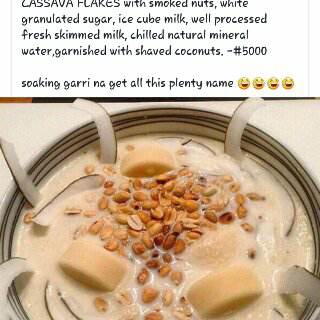 CASSAVA FLAKES with smoked nuts, white
granulated sugar, ice cube milk, well processed
fresh skimmed milk, chilled natural mineral
water,garnished with shaved coconuts. -#5000
soaking garri na get all this plenty name 😂😂😂😂